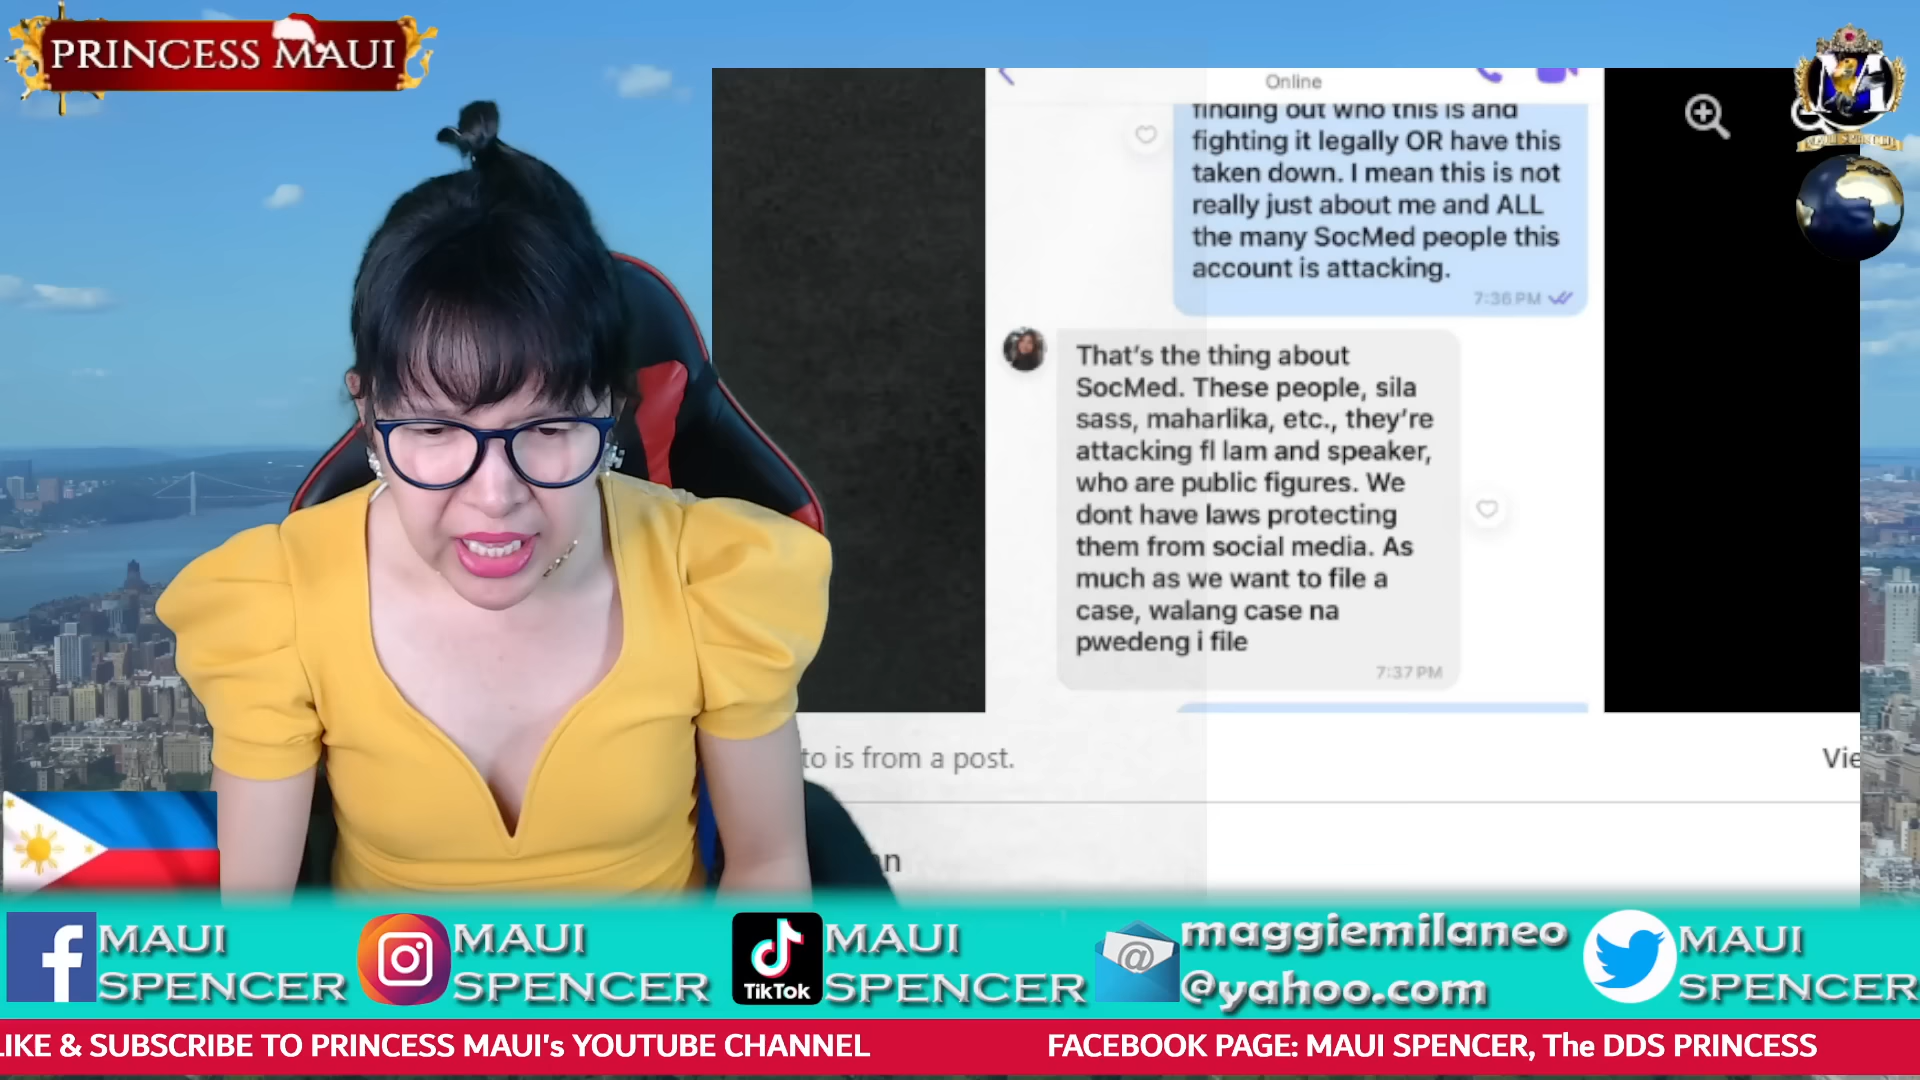 PRINCESS MAUI
Online
finding out who this is and
fighting it legally OR have this
taken down. I mean this is not
really just about me and ALL
the many SocMed people this
account is attacking.
7:36 PM
That's the thing about
SocMed. These people, sila
sass, maharlika, etc., they're
attacking fl lam and speaker,
who are public figures. We
dont have laws protecting
them from social media. As
much as we want to file a
case, walang case na
pwedeng i file
7:37 PM
to is from a post.
Vie
n
M
MAUI SPENCER
MAUI
SPENCER
MAUI
SPENCER
TikTok
MAUI
SPENCER
@
maggiemilaneo
@yahoo.com
MAUI
SPENCER
LIKE & SUBSCRIBE TO PRINCESS MAUI's YOUTUBE CHANNEL
FACEBOOK PAGE: MAUI SPENCER, The DDS PRINCESS